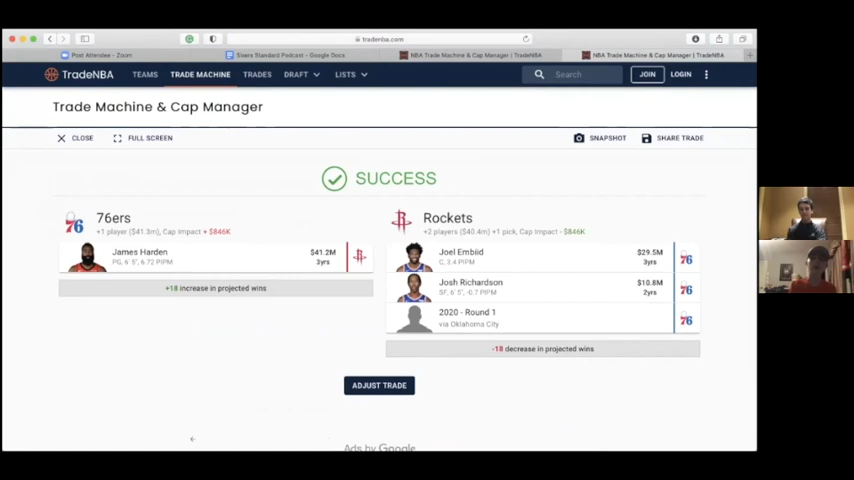 tradenba.com
Post Attendee - Zoom
5ivers Standard Podcast - Google Docs
NBA Trade Machine & Cap Manager | TradeNBA
NBA Trade Machine & Cap Manager | TradeNBA
TradeNBA TEAMS TRADE MACHINE TRADES DRAFT LISTS Search JOIN LOGIN
Trade Machine & Cap Manager
CLOSE FULL SCREEN SNAPSHOT SHARE TRADE
SUCCESS
76 76ers
+1 player ($41.3m), Cap Impact + $846K
James Harden $41.2M
PG, 6' 5", 6.72 PIPM 3yrs
+18 increase in projected wins
Rockets
+2 players ($40.4m) +1 pick, Cap Impact - $846K
Joel Embiid $29.5M
C, 3.4 PIPM 3yrs 76
Josh Richardson $10.8M
SF, 6' 5", -0.7 PIPM 2yrs 76
2020 - Round 1
via Oklahoma City 76
-18 decrease in projected wins
ADJUST TRADE
Ads by Google